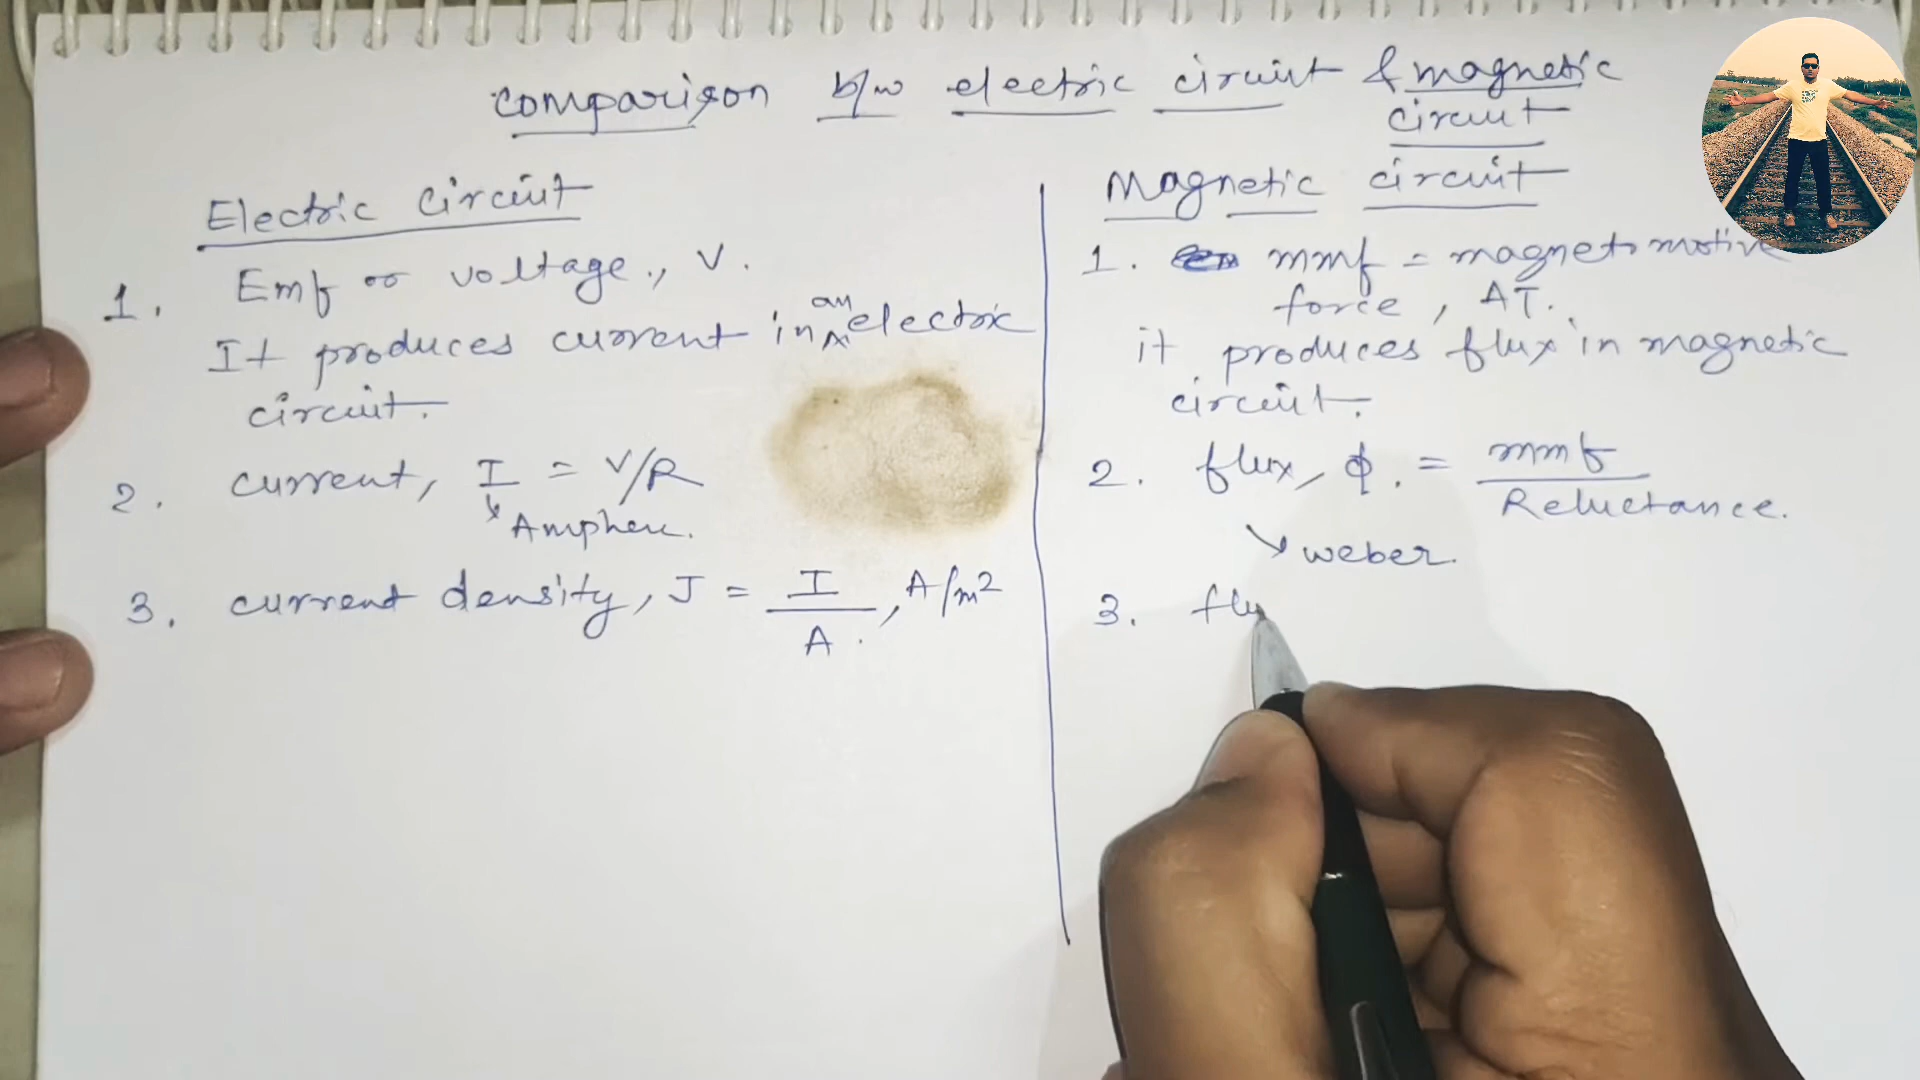 comparison b/w electric circuit & magnetic
circuit
Electric circuit
1. Emf or voltage, V.
It produces current in an electric
circuit.
2. current, I = V/R
Amphere.
3. current density, J = I/A, A/m²
Magnetic circuit
1. mmf = magneto motive
force, AT.
it produces flux in magnetic
circuit.
2. flux, ϕ. = mmf/Reluctance.
weber.
3. flu